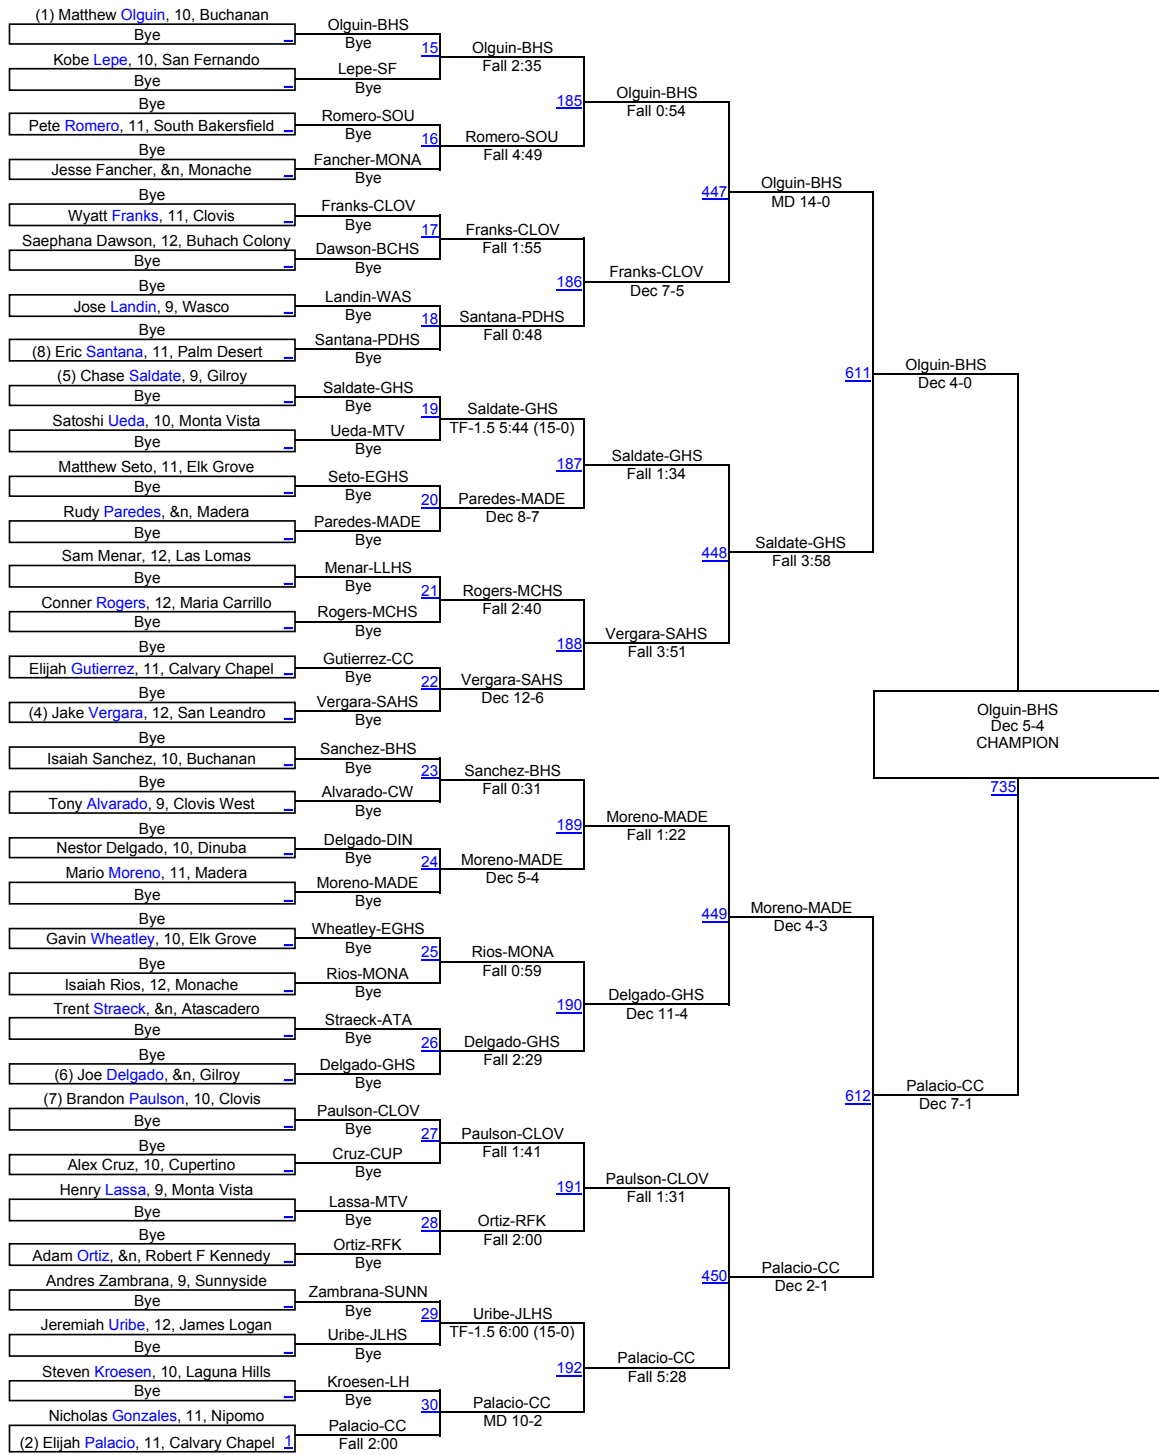 (1) Matthew Olguin, 10, Buchanan
Bye
Kobe Lepe, 10, San Fernando
Bye
Bye
Pete Romero, 11, South Bakersfield
Bye
Jesse Fancher, &n, Monache
Bye
Wyatt Franks, 11, Clovis
Saephana Dawson, 12, Buhach Colony
Bye
Bye
Jose Landin, 9, Wasco
Bye
(8) Eric Santana, 11, Palm Desert
(5) Chase Saldate, 9, Gilroy
Bye
Satoshi Ueda, 10, Monta Vista
Bye
Matthew Seto, 11, Elk Grove
Bye
Rudy Paredes, &n, Madera
Bye
Sam Menar, 12, Las Lomas
Bye
Conner Rogers, 12, Maria Carrillo
Bye
Bye
Elijah Gutierrez, 11, Calvary Chapel
Bye
(4) Jake Vergara, 12, San Leandro
Bye
Isaiah Sanchez, 10, Buchanan
Bye
Tony Alvarado, 9, Clovis West
Bye
Nestor Delgado, 10, Dinuba
Mario Moreno, 11, Madera
Bye
Bye
Gavin Wheatley, 10, Elk Grove
Bye
Isaiah Rios, 12, Monache
Trent Straeck, &n, Atascadero
Bye
Bye
(6) Joe Delgado, &n, Gilroy
(7) Brandon Paulson, 10, Clovis
Bye
Bye
Alex Cruz, 10, Cupertino
Henry Lassa, 9, Monta Vista
Bye
Bye
Adam Ortiz, &n, Robert F Kennedy
Andres Zambrana, 9, Sunnyside
Bye
Jeremiah Uribe, 12, James Logan
Bye
Steven Kroesen, 10, Laguna Hills
Bye
Nicholas Gonzales, 11, Nipomo
(2) Elijah Palacio, 11, Calvary Chapel 1
Olguin-BHS
Bye
15
Lepe-SF
Bye
Romero-SOU
Bye
16
Fancher-MONA
Bye
Franks-CLOV
Bye
17
Dawson-BCHS
Bye
Landin-WAS
Bye
18
Santana-PDHS
Bye
Saldate-GHS
Bye
19
Ueda-MTV
Bye
Seto-EGHS
Bye
20
Paredes-MADE
Bye
Menar-LLHS
Bye
21
Rogers-MCHS
Bye
Gutierrez-CC
Bye
22
Vergara-SAHS
Bye
Sanchez-BHS
Bye
23
Alvarado-CW
Bye
Delgado-DIN
Bye
24
Moreno-MADE
Bye
Wheatley-EGHS
Bye
25
Rios-MONA
Bye
Straeck-ATA
Bye
26
Delgado-GHS
Bye
Paulson-CLOV
Bye
27
Cruz-CUP
Bye
Lassa-MTV
Bye
28
Ortiz-RFK
Bye
Zambrana-SUNN
Bye
29
Uribe-JLHS
Bye
Kroesen-LH
Bye
30
Palacio-CC
Fall 2:00
Olguin-BHS
Fall 2:35
185
Romero-SOU
Fall 4:49
Franks-CLOV
Fall 1:55
186
Santana-PDHS
Fall 0:48
Saldate-GHS
TF-1.5 5:44 (15-0)
187
Paredes-MADE
Dec 8-7
Rogers-MCHS
Fall 2:40
188
Vergara-SAHS
Dec 12-6
Sanchez-BHS
Fall 0:31
189
Moreno-MADE
Dec 5-4
Rios-MONA
Fall 0:59
190
Delgado-GHS
Fall 2:29
Paulson-CLOV
Fall 1:41
191
Ortiz-RFK
Fall 2:00
Uribe-JLHS
TF-1.5 6:00 (15-0)
192
Palacio-CC
MD 10-2
Olguin-BHS
Fall 0:54
447
Franks-CLOV
Dec 7-5
Saldate-GHS
Fall 1:34
448
Vergara-SAHS
Fall 3:51
Moreno-MADE
Fall 1:22
449
Delgado-GHS
Dec 11-4
Paulson-CLOV
Fall 1:31
450
Palacio-CC
Fall 5:28
Olguin-BHS
MD 14-0
611
Saldate-GHS
Fall 3:58
Moreno-MADE
Dec 4-3
612
Palacio-CC
Dec 2-1
Olguin-BHS
Dec 4-0
Palacio-CC
Dec 7-1
Olguin-BHS
Dec 5-4
CHAMPION
735